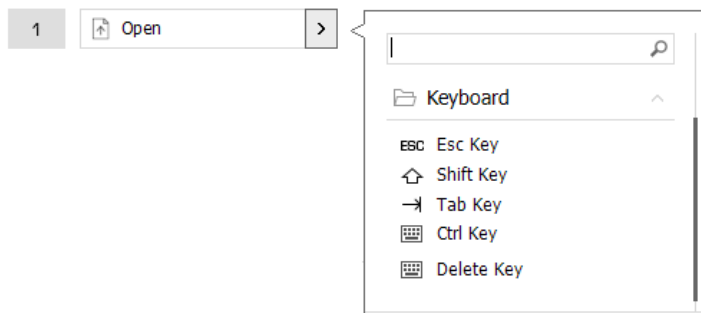 1
Open
Keyboard
ESC Esc Key
Shift Key
Tab Key
Ctrl Key
Delete Key